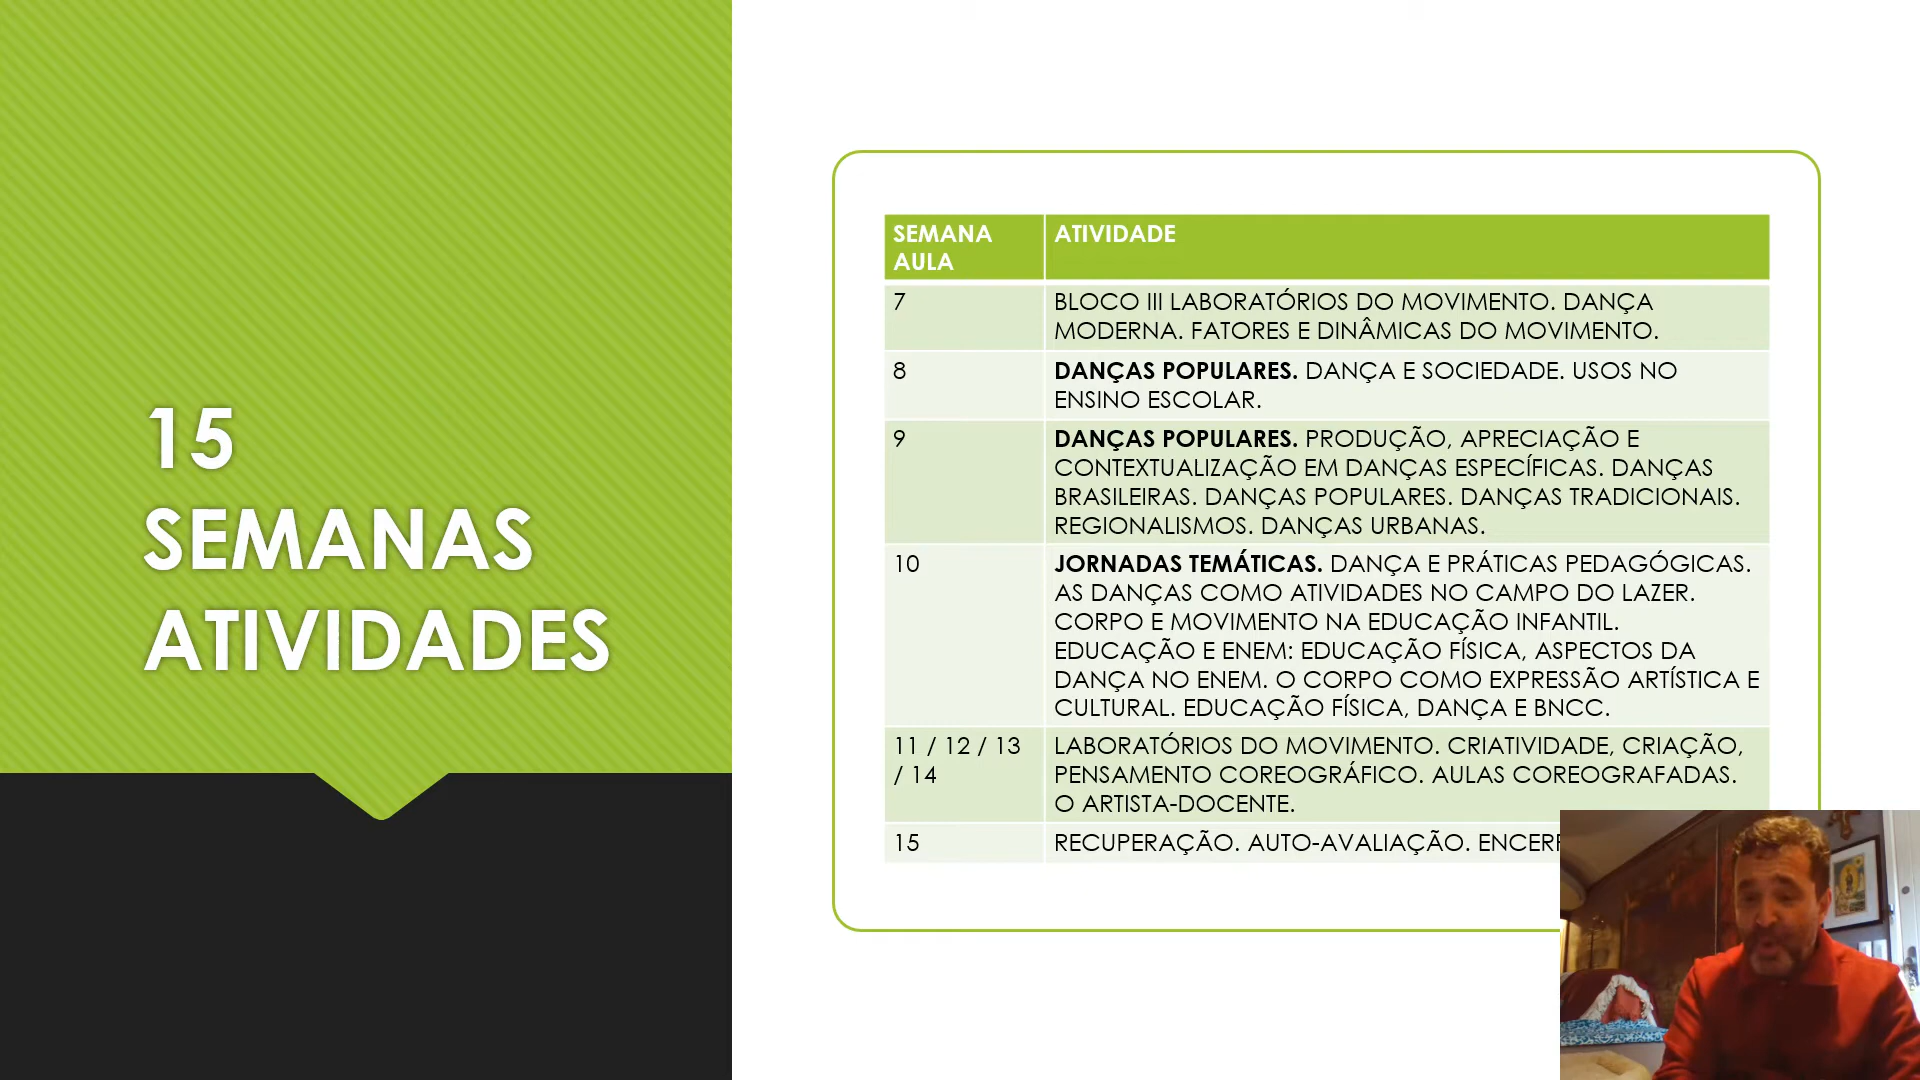 15
SEMANAS
ATIVIDADES
SEMANA
AULA
ATIVIDADE
7
BLOCO III LABORATÓRIOS DO MOVIMENTO. DANÇA
MODERNA. FATORES E DINÂMICAS DO MOVIMENTO.
8
DANÇAS POPULARES. DANÇA E SOCIEDADE. USOS NO
ENSINO ESCOLAR.
9
DANÇAS POPULARES. PRODUÇÃO, APRECIAÇÃO E
CONTEXTUALIZAÇÃO EM DANÇAS ESPECÍFICAS. DANÇAS
BRASILEIRAS. DANÇAS POPULARES. DANÇAS TRADICIONAIS.
REGIONALISMOS. DANÇAS URBANAS.
10
JORNADAS TEMÁTICAS. DANÇA E PRÁTICAS PEDAGÓGICAS.
AS DANÇAS COMO ATIVIDADES NO CAMPO DO LAZER.
CORPO E MOVIMENTO NA EDUCAÇÃO INFANTIL.
EDUCAÇÃO E ENEM: EDUCAÇÃO FÍSICA, ASPECTOS DA
DANÇA NO ENEM. O CORPO COMO EXPRESSÃO ARTÍSTICA E
CULTURAL. EDUCAÇÃO FÍSICA, DANÇA E BNCC.
11 / 12 / 13
/ 14
LABORATÓRIOS DO MOVIMENTO. CRIATIVIDADE, CRIAÇÃO,
PENSAMENTO COREOGRÁFICO. AULAS COREOGRAFADAS.
O ARTISTA-DOCENTE.
15
RECUPERAÇÃO. AUTO-AVALIAÇÃO.